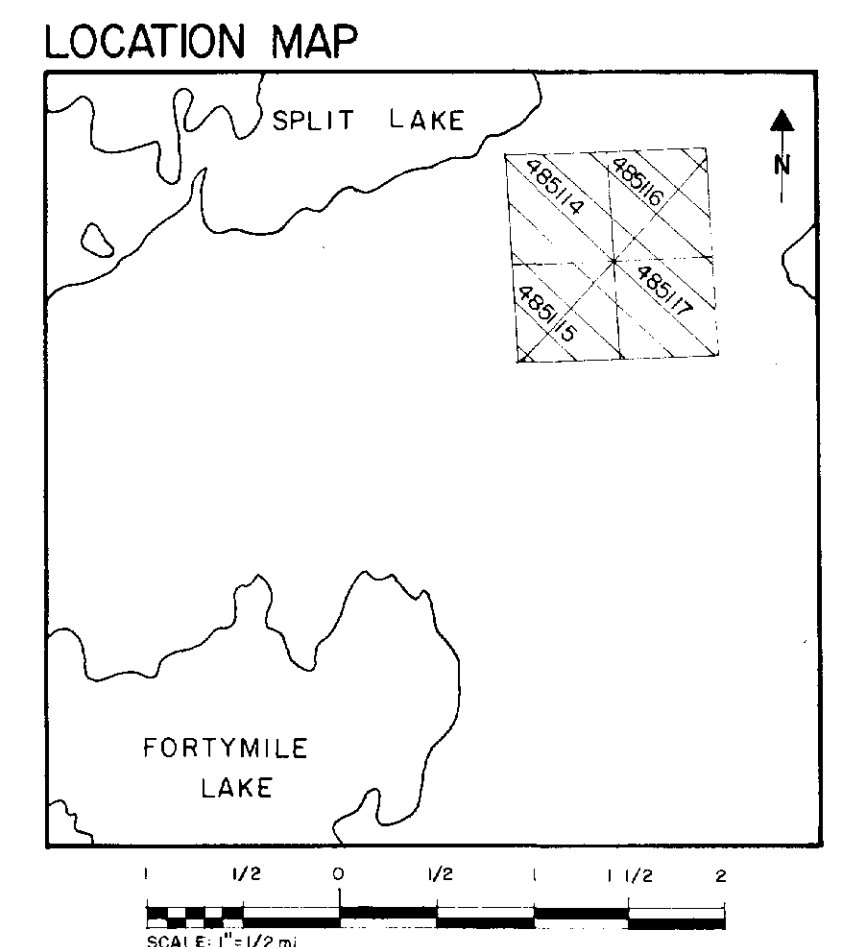 LOCATION MAP
SPLIT LAKE
N
485114
485116
485115
485117
FORTYMILE
LAKE
1 1/2 0 1/2 1 1 1/2 2
SCALE: 1"=1/2 mi